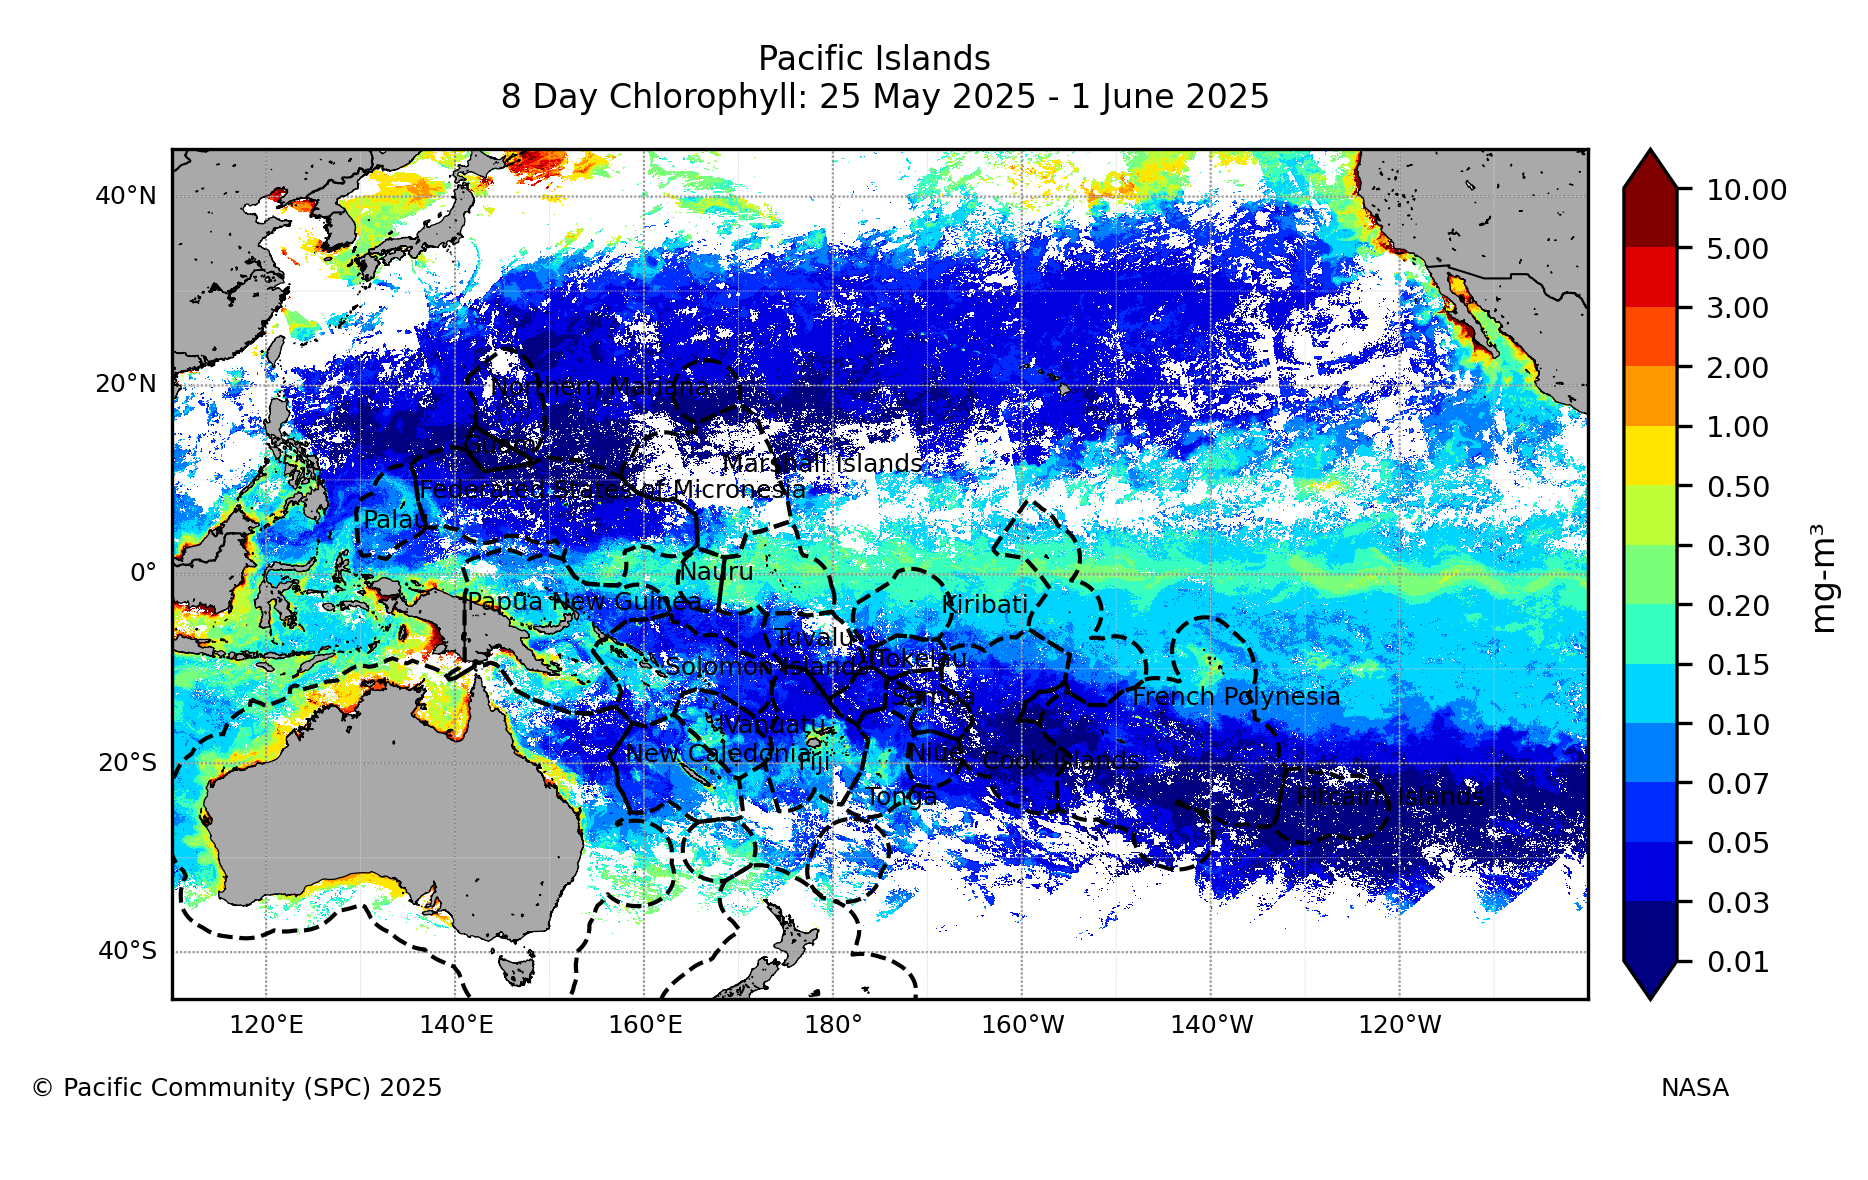 Pacific Islands
8 Day Chlorophyll: 25 May 2025 - 1 June 2025
40°N
20°N
0°
20°S
40°S
120°E
140°E
160°E
180°
160°W
140°W
120°W
Northern Mariana
Guam
Marshall Islands
Federated States of Micronesia
Palau
Nauru
Papua New Guinea
Kiribati
Tuvalu
Solomon Islands
Tokelau
Samoa
French Polynesia
Vanuatu
New Caledonia
Fiji
Niue
Cook Islands
Tonga
Pitcairn Islands
10.00
5.00
3.00
2.00
1.00
0.50
0.30
0.20
0.15
0.10
0.07
0.05
0.03
0.01
mg-m³
© Pacific Community (SPC) 2025
NASA